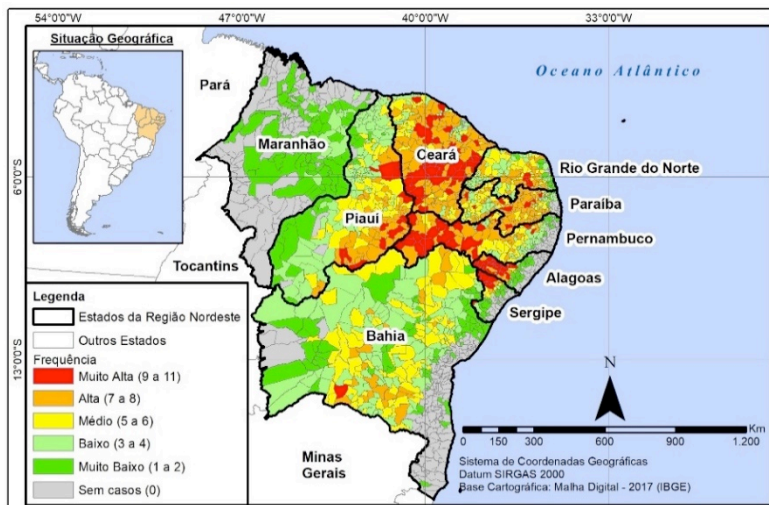 54°0'0"W
47°0'0"W
40°0'0"W
33°0'0"W
Situação Geográfica
Oceano Atlântico
Pará
Maranhão
Ceará
Rio Grande do Norte
6°0'0"S
Paraíba
Piauí
Pernambuco
Tocantins
Alagoas
Sergipe
Bahia
13°0'0"S
Minas
Gerais
Legenda
Estados da Região Nordeste
Outros Estados
Frequência
Muito Alta (9 a 11)
Alta (7 a 8)
Médio (5 a 6)
Baixo (3 a 4)
Muito Baixo (1 a 2)
Sem casos (0)
N
Km
0 75 150 300 600 900 1.200
Sistema de Coordenadas Geográficas
Datum SIRGAS 2000
Base Cartográfica: Malha Digital - 2017 (IBGE)